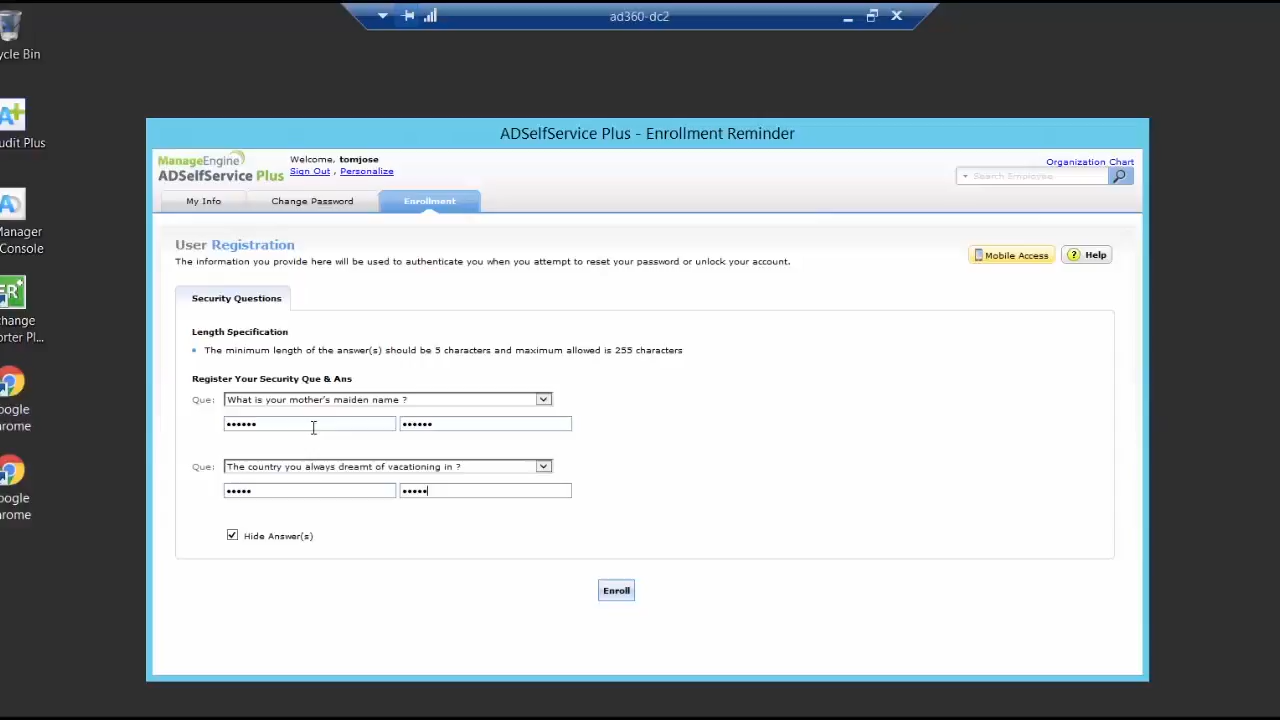 ad360-dc2
ycle Bin
udit Plus
Manager
Console
change
orter Pl...
oogle
rome
oogle
rome
ADSelfService Plus - Enrollment Reminder
ManageEngine
ADSelfService Plus
Welcome, tomjose
Sign Out , Personalize
Organization Chart
Search Employee
My Info
Change Password
Enrollment
User Registration
The information you provide here will be used to authenticate you when you attempt to reset your password or unlock your account.
Mobile Access
Help
Security Questions
Length Specification
The minimum length of the answer(s) should be 5 characters and maximum allowed is 255 characters
Register Your Security Que & Ans
Que: What is your mother's maiden name ?
•••••• ••••••
Que: The country you always dreamt of vacationing in ?
••••• •••••
Hide Answer(s)
Enroll